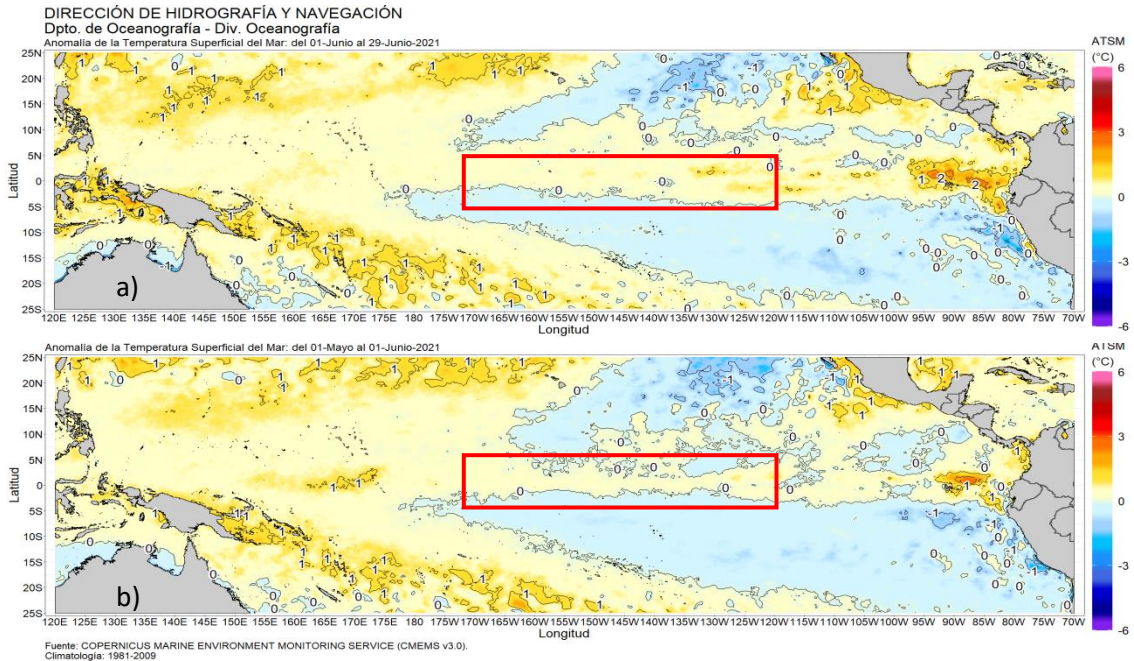 DIRECCIÓN DE HIDROGRAFÍA Y NAVEGACIÓN
Dpto. de Oceanografía - Div. Oceanografía
Anomalía de la Temperatura Superficial del Mar: del 01-Junio al 29-Junio-2021
ATSM
(°C)
25N
20N
15N
10N
5N
0
5S
10S
15S
20S
25S
Latitud
a)
6
3
1
0
-1
-3
-6
120E 125E 130E 135E 140E 145E 150E 155E 160E 165E 170E 175E 180 175W 170W 165W 160W 155W 150W 145W 140W 135W 130W 125W 120W 115W 110W 105W 100W 95W 90W 85W 80W 75W 70W
Longitud
Anomalía de la Temperatura Superficial del Mar: del 01-Mayo al 01-Junio-2021
ATSM
(°C)
25N
20N
15N
10N
5N
0
5S
10S
15S
20S
25S
Latitud
b)
6
3
1
0
-1
-3
-6
120E 125E 130E 135E 140E 145E 150E 155E 160E 165E 170E 175E 180 175W 170W 165W 160W 155W 150W 145W 140W 135W 130W 125W 120W 115W 110W 105W 100W 95W 90W 85W 80W 75W 70W
Longitud
Fuente: COPERNICUS MARINE ENVIRONMENT MONITORING SERVICE (CMEMS v3.0).
Climatología: 1981-2009